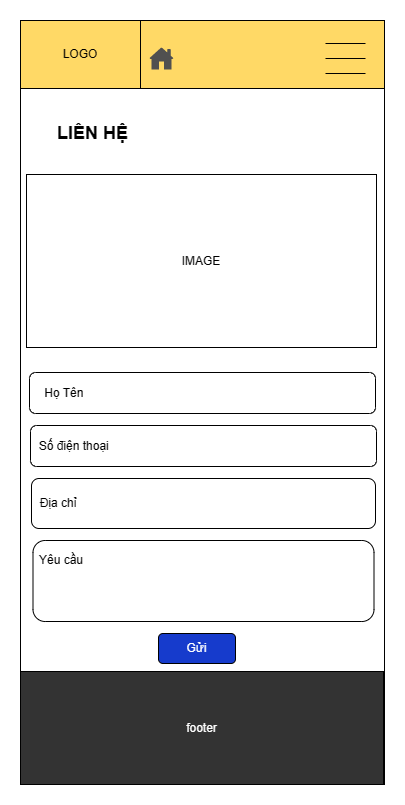 LOGO
LIÊN HỆ
IMAGE
Họ Tên
Số điện thoại
Địa chỉ
Yêu cầu
Gửi
footer